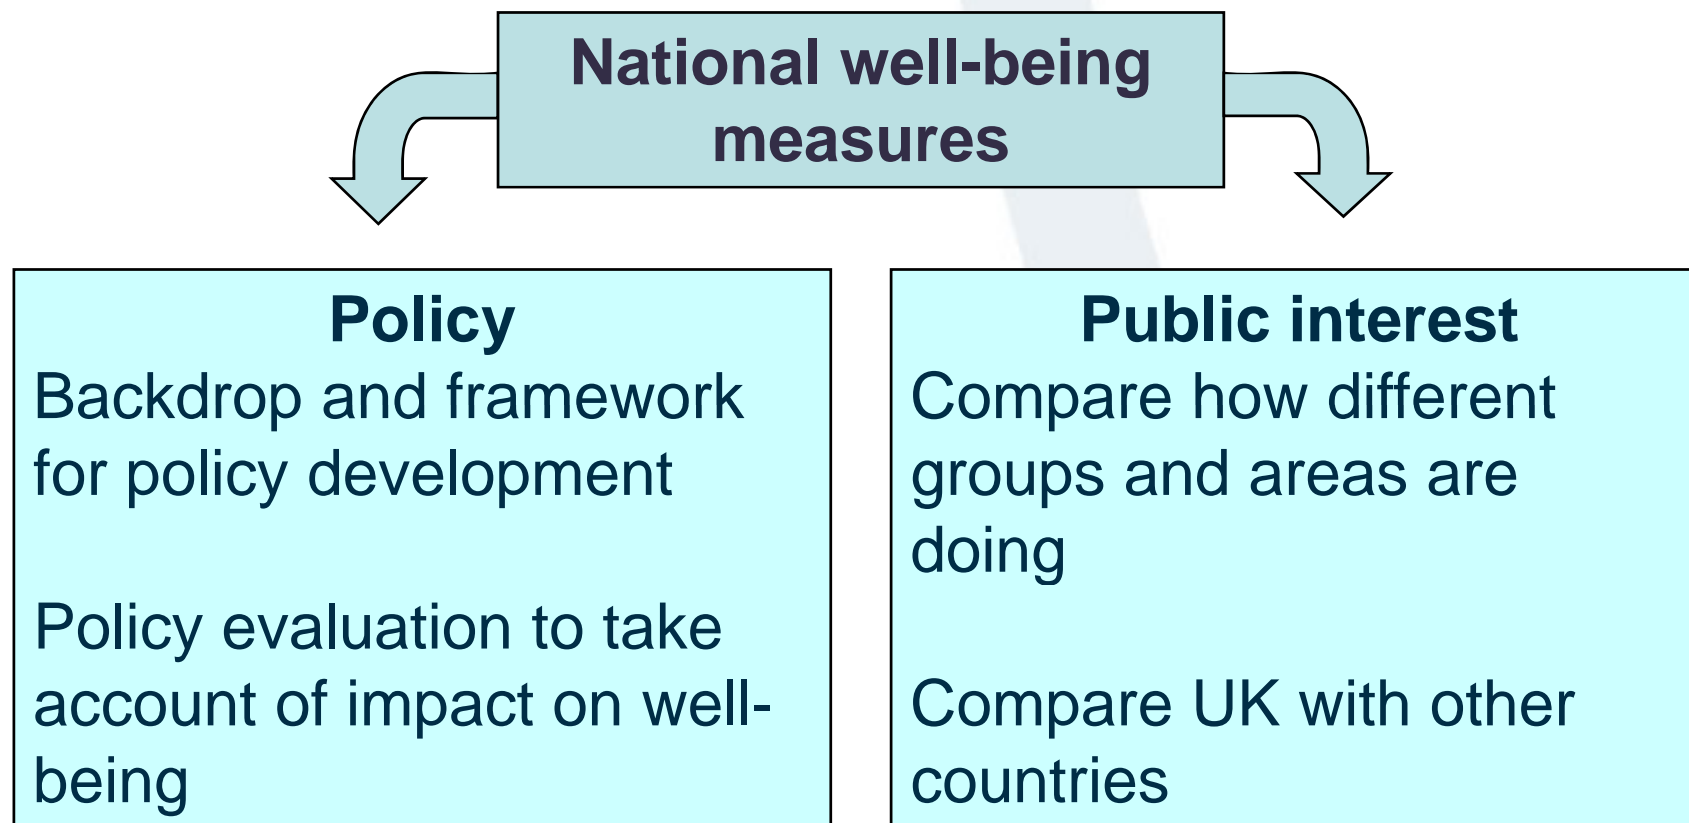 National well-being
measures
Policy
Backdrop and framework
for policy development
Policy evaluation to take
account of impact on well-
being
Public interest
Compare how different
groups and areas are
doing
Compare UK with other
countries